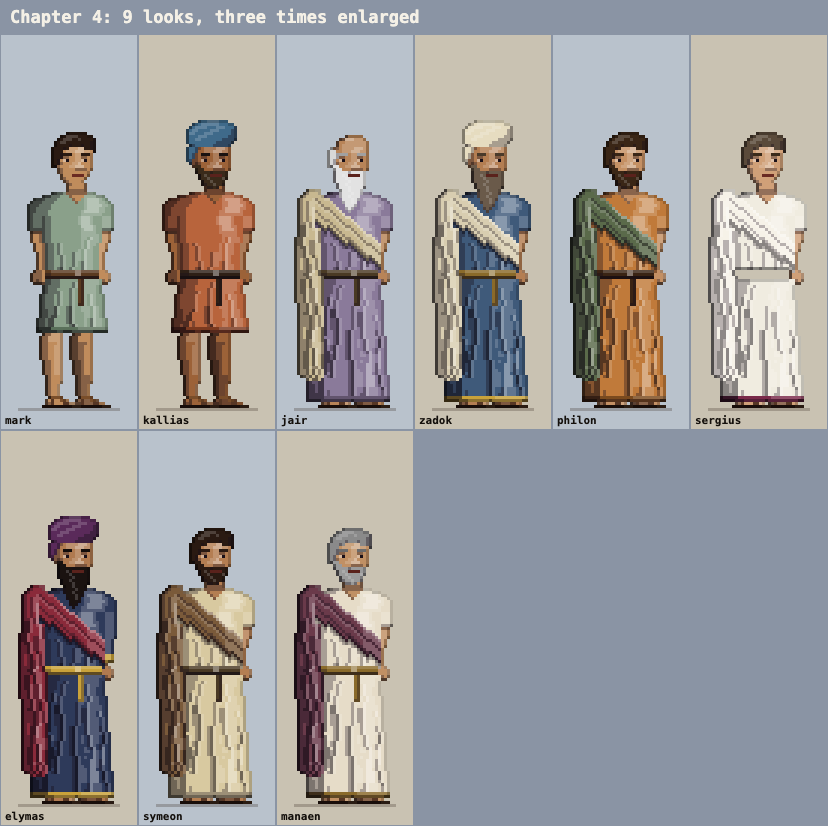 Chapter 4: 9 looks, three times enlarged
mark
kallias
jair
zadok
philon
sergius
elymas
symeon
manaen